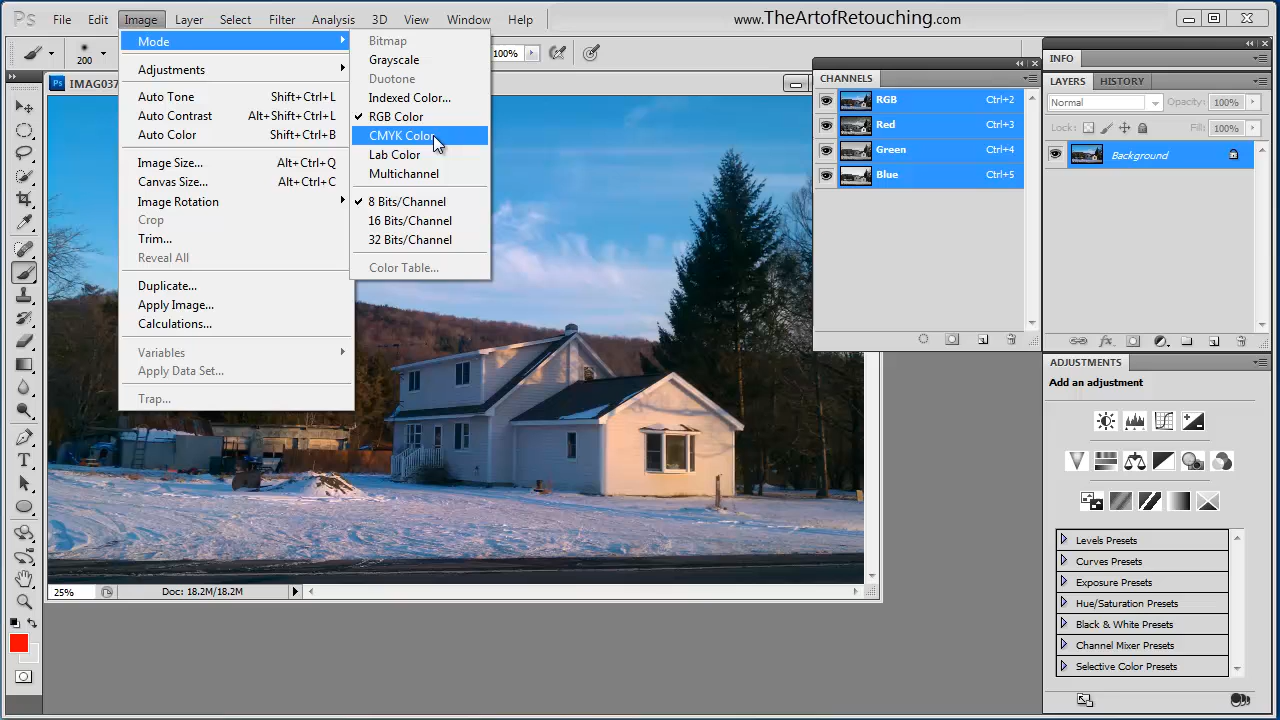 Ps File Edit Image Layer Select Filter Analysis 3D View Window Help www.TheArtofRetouching.com
200 100%
IMAG037
Mode
Adjustments
Auto Tone Shift+Ctrl+L
Auto Contrast Alt+Shift+Ctrl+L
Auto Color Shift+Ctrl+B
Image Size... Alt+Ctrl+Q
Canvas Size... Alt+Ctrl+C
Image Rotation
Crop
Trim...
Reveal All
Duplicate...
Apply Image...
Calculations...
Variables
Apply Data Set...
Trap...
Bitmap
Grayscale
Duotone
Indexed Color...
RGB Color
CMYK Color
Lab Color
Multichannel
8 Bits/Channel
16 Bits/Channel
32 Bits/Channel
Color Table...
CHANNELS
RGB Ctrl+2
Red Ctrl+3
Green Ctrl+4
Blue Ctrl+5
INFO
LAYERS HISTORY
Normal Opacity: 100%
Lock: Fill: 100%
Background
ADJUSTMENTS
Add an adjustment
Levels Presets
Curves Presets
Exposure Presets
Hue/Saturation Presets
Black & White Presets
Channel Mixer Presets
Selective Color Presets
25% Doc: 18.2M/18.2M